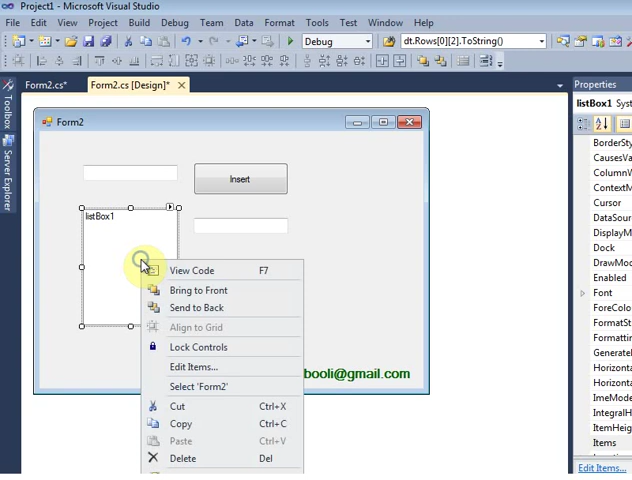 Project1 - Microsoft Visual Studio
File Edit View Project Build Debug Team Data Format Tools Test Window Help
Debug dt.Rows[0][2].ToString()
Form2.cs* Form2.cs [Design]* Properties
Toolbox
Server Explorer
Form2
listBox1 Syst
Insert
listBox1
View Code F7
Bring to Front
Send to Back
Align to Grid
Lock Controls
Edit Items...
Select 'Form2'
Cut Ctrl+X
Copy Ctrl+C
Paste Ctrl+V
Delete Del
booli@gmail.com
BorderSty
CausesVa
ColumnW
ContextM
Cursor
DataSour
DisplayM
Dock
DrawMod
Enabled
Font
ForeColo
FormatSt
Formattin
Generate
Horizonta
Horizonta
ImeMode
IntegralH
ItemHeig
Items
Edit Items...